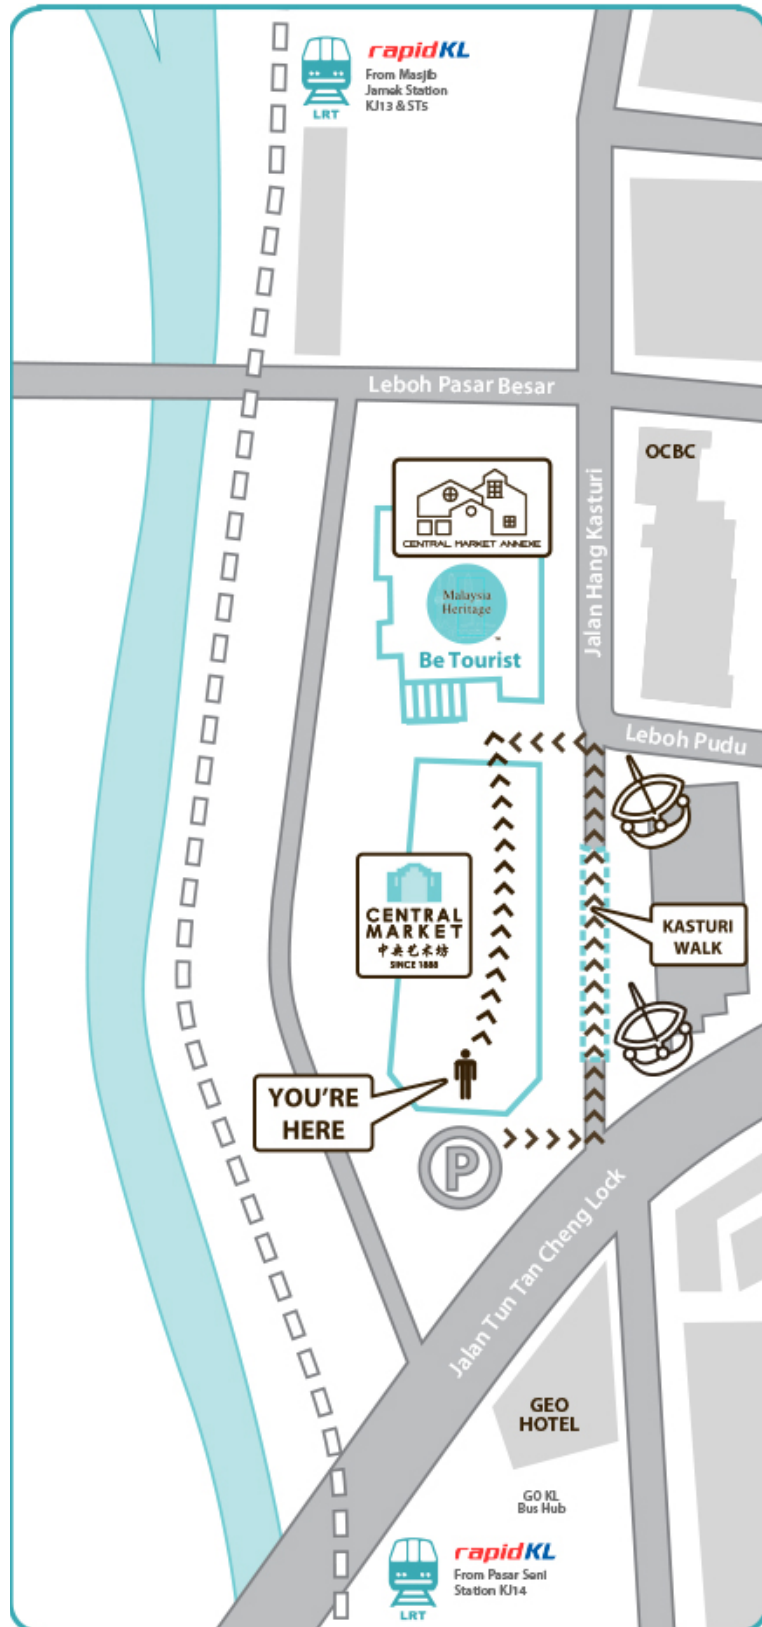 rapidKL
From Masjib
Jamek Station
KJ13 & ST5
LRT
Leboh Pasar Besar
OCBC
Jalan Hang Kasturi
CENTRAL MARKET ANNEXE
Malaysia
Heritage
Be Tourist
Leboh Pudu
CENTRAL
MARKET
中央艺术坊
SINCE 1888
KASTURI
WALK
YOU'RE
HERE
P
Jalan Tun Tan Cheng Lock
GEO
HOTEL
GO KL
Bus Hub
rapidKL
From Pasar Seni
Station KJ14
LRT